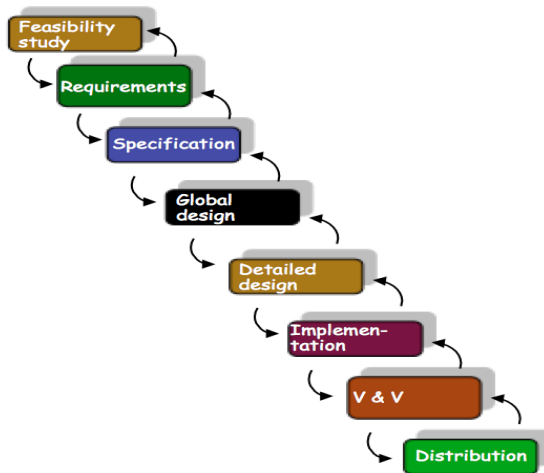 Feasibility
study
Requirements
Specification
Global
design
Detailed
design
Implemen-
tation
V & V
Distribution